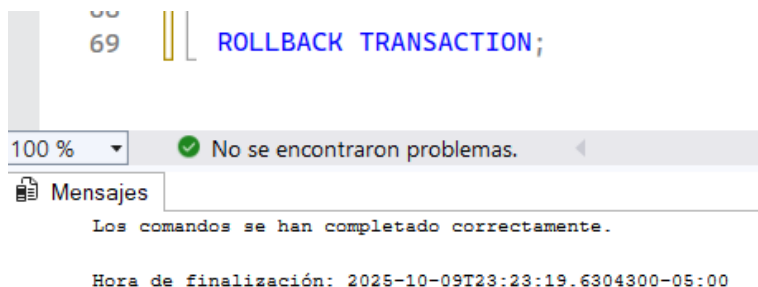 69 ROLLBACK TRANSACTION;
100 % No se encontraron problemas.
Mensajes
Los comandos se han completado correctamente.
Hora de finalización: 2025-10-09T23:23:19.6304300-05:00